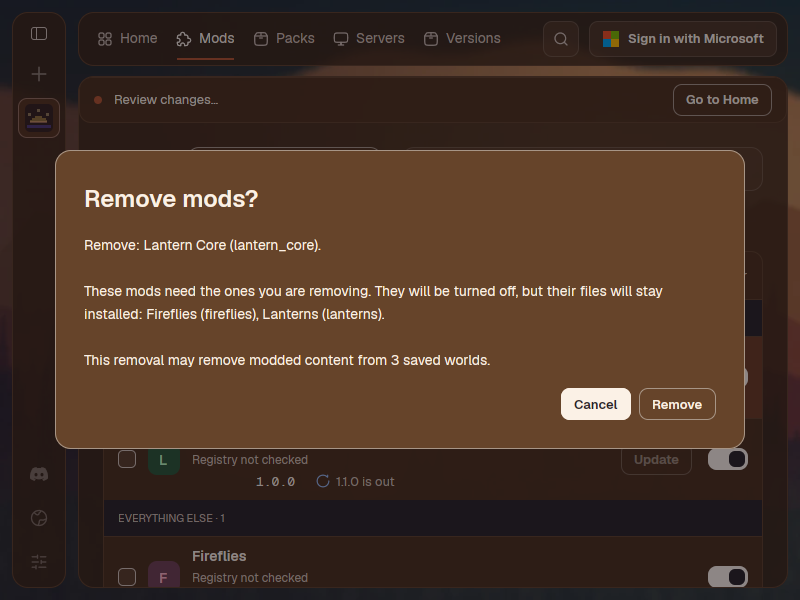 Home Mods Packs Servers Versions Sign in with Microsoft
Review changes… Go to Home
Remove mods?
Remove: Lantern Core (lantern_core).
These mods need the ones you are removing. They will be turned off, but their files will stay
installed: Fireflies (fireflies), Lanterns (lanterns).
This removal may remove modded content from 3 saved worlds.
Cancel Remove
L Registry not checked Update
1.0.0 1.1.0 is out
EVERYTHING ELSE · 1
Fireflies
F Registry not checked